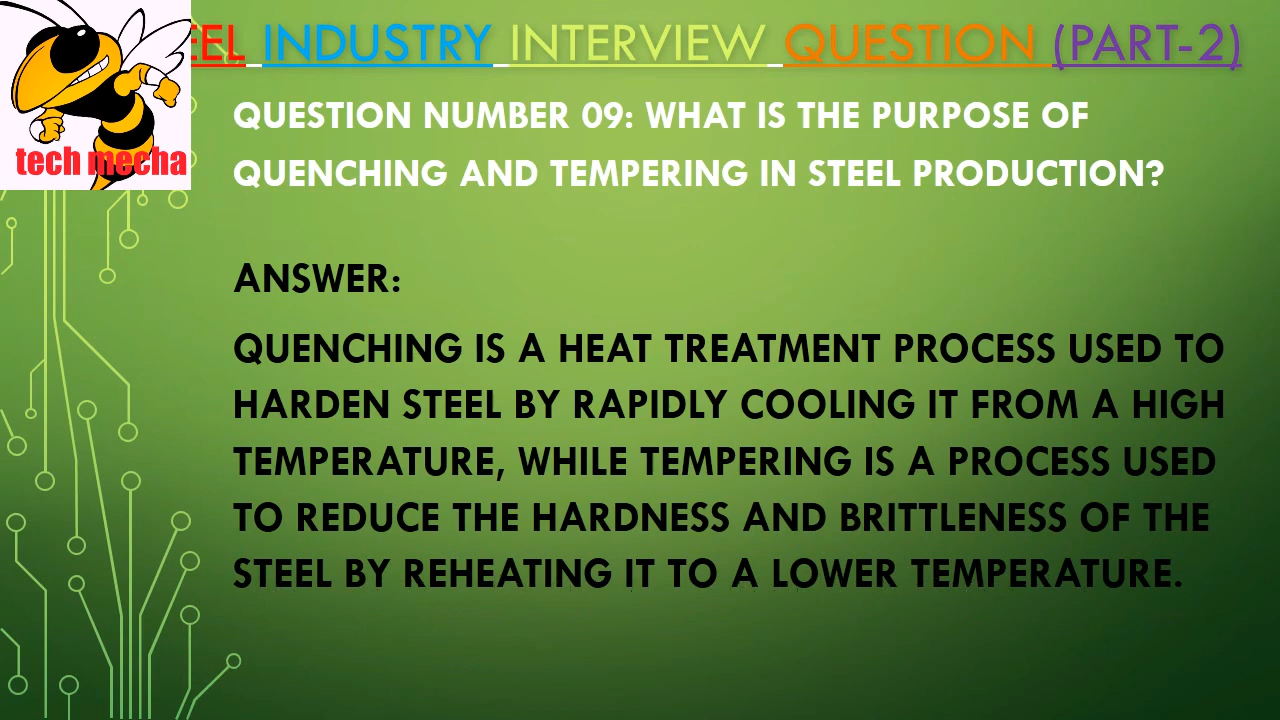 EEL INDUSTRY INTERVIEW QUESTION (PART-2)
tech mecha
QUESTION NUMBER 09: WHAT IS THE PURPOSE OF
QUENCHING AND TEMPERING IN STEEL PRODUCTION?
ANSWER:
QUENCHING IS A HEAT TREATMENT PROCESS USED TO
HARDEN STEEL BY RAPIDLY COOLING IT FROM A HIGH
TEMPERATURE, WHILE TEMPERING IS A PROCESS USED
TO REDUCE THE HARDNESS AND BRITTLENESS OF THE
STEEL BY REHEATING IT TO A LOWER TEMPERATURE.